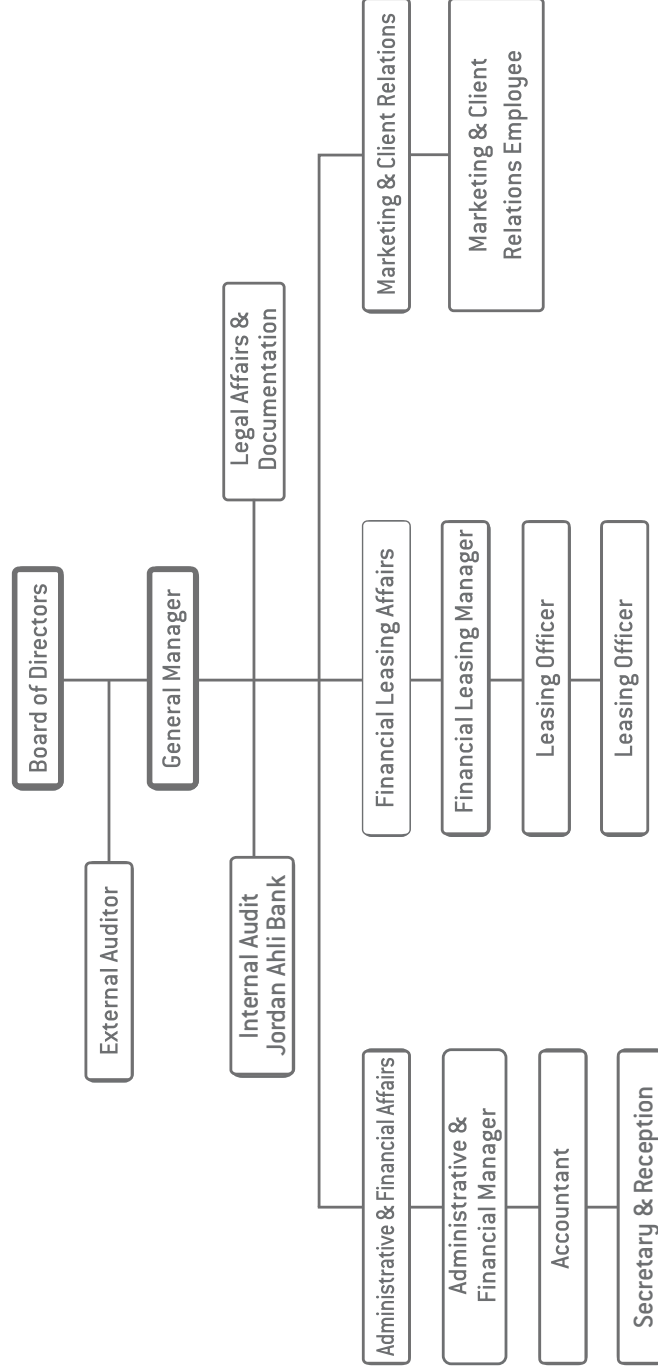 Board of Directors
External Auditor
General Manager
Internal Audit
Jordan Ahli Bank
Legal Affairs &
Documentation
Administrative & Financial Affairs
Administrative &
Financial Manager
Accountant
Secretary & Reception
Financial Leasing Affairs
Financial Leasing Manager
Leasing Officer
Leasing Officer
Marketing & Client Relations
Marketing & Client
Relations Employee